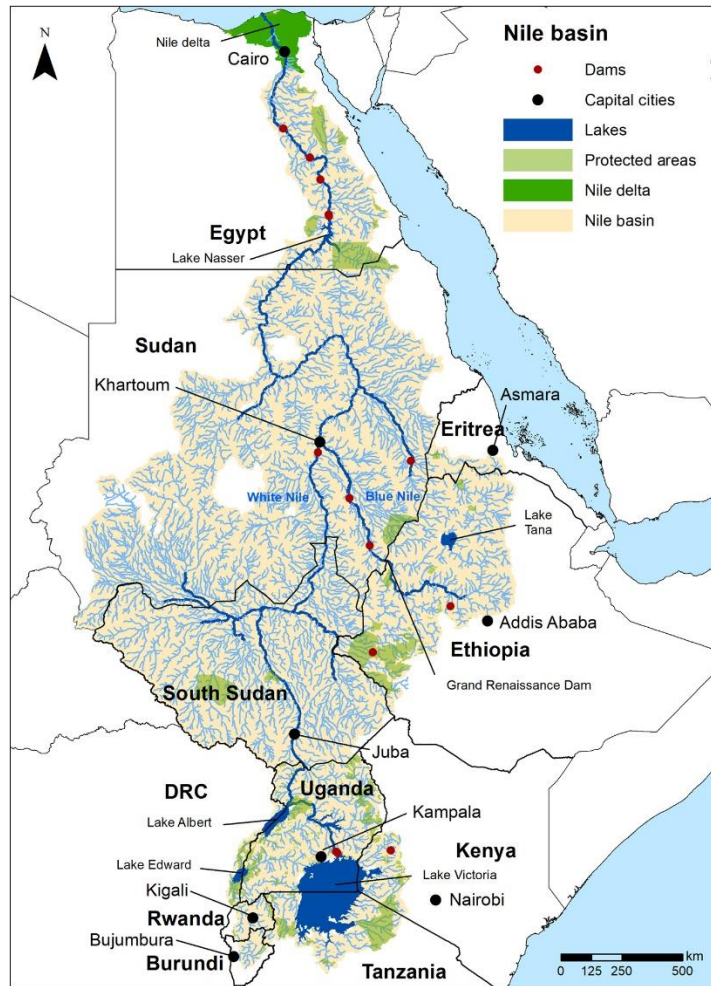 N
Nile delta
Cairo
Nile basin
Dams
Capital cities
Lakes
Protected areas
Nile delta
Nile basin
Egypt
Lake Nasser
Sudan
Khartoum
Asmara
Eritrea
White Nile
Blue Nile
Lake
Tana
Addis Ababa
Ethiopia
Grand Renaissance Dam
South Sudan
Juba
DRC
Uganda
Lake Albert
Kampala
Kenya
Lake Edward
Lake Victoria
Kigali
Nairobi
Rwanda
Bujumbura
Burundi
Tanzania
km
0 125 250 500